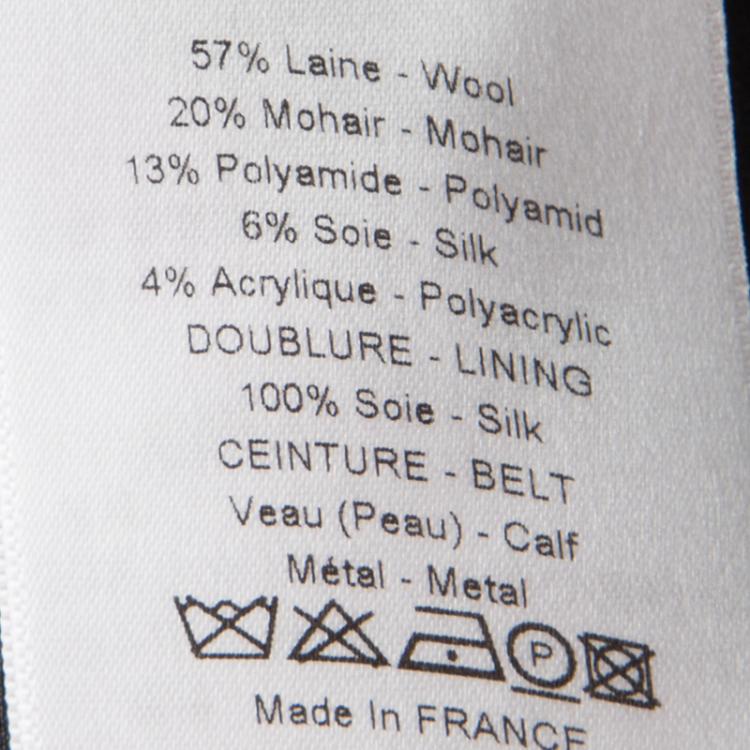 57% Laine - Wool
20% Mohair - Mohair
13% Polyamide - Polyamid
6% Soie - Silk
4% Acrylique - Polyacrylic
DOUBLURE - LINING
100% Soie - Silk
CEINTURE - BELT
Veau (Peau) - Calf
Métal - Metal
P
Made In FRANCE